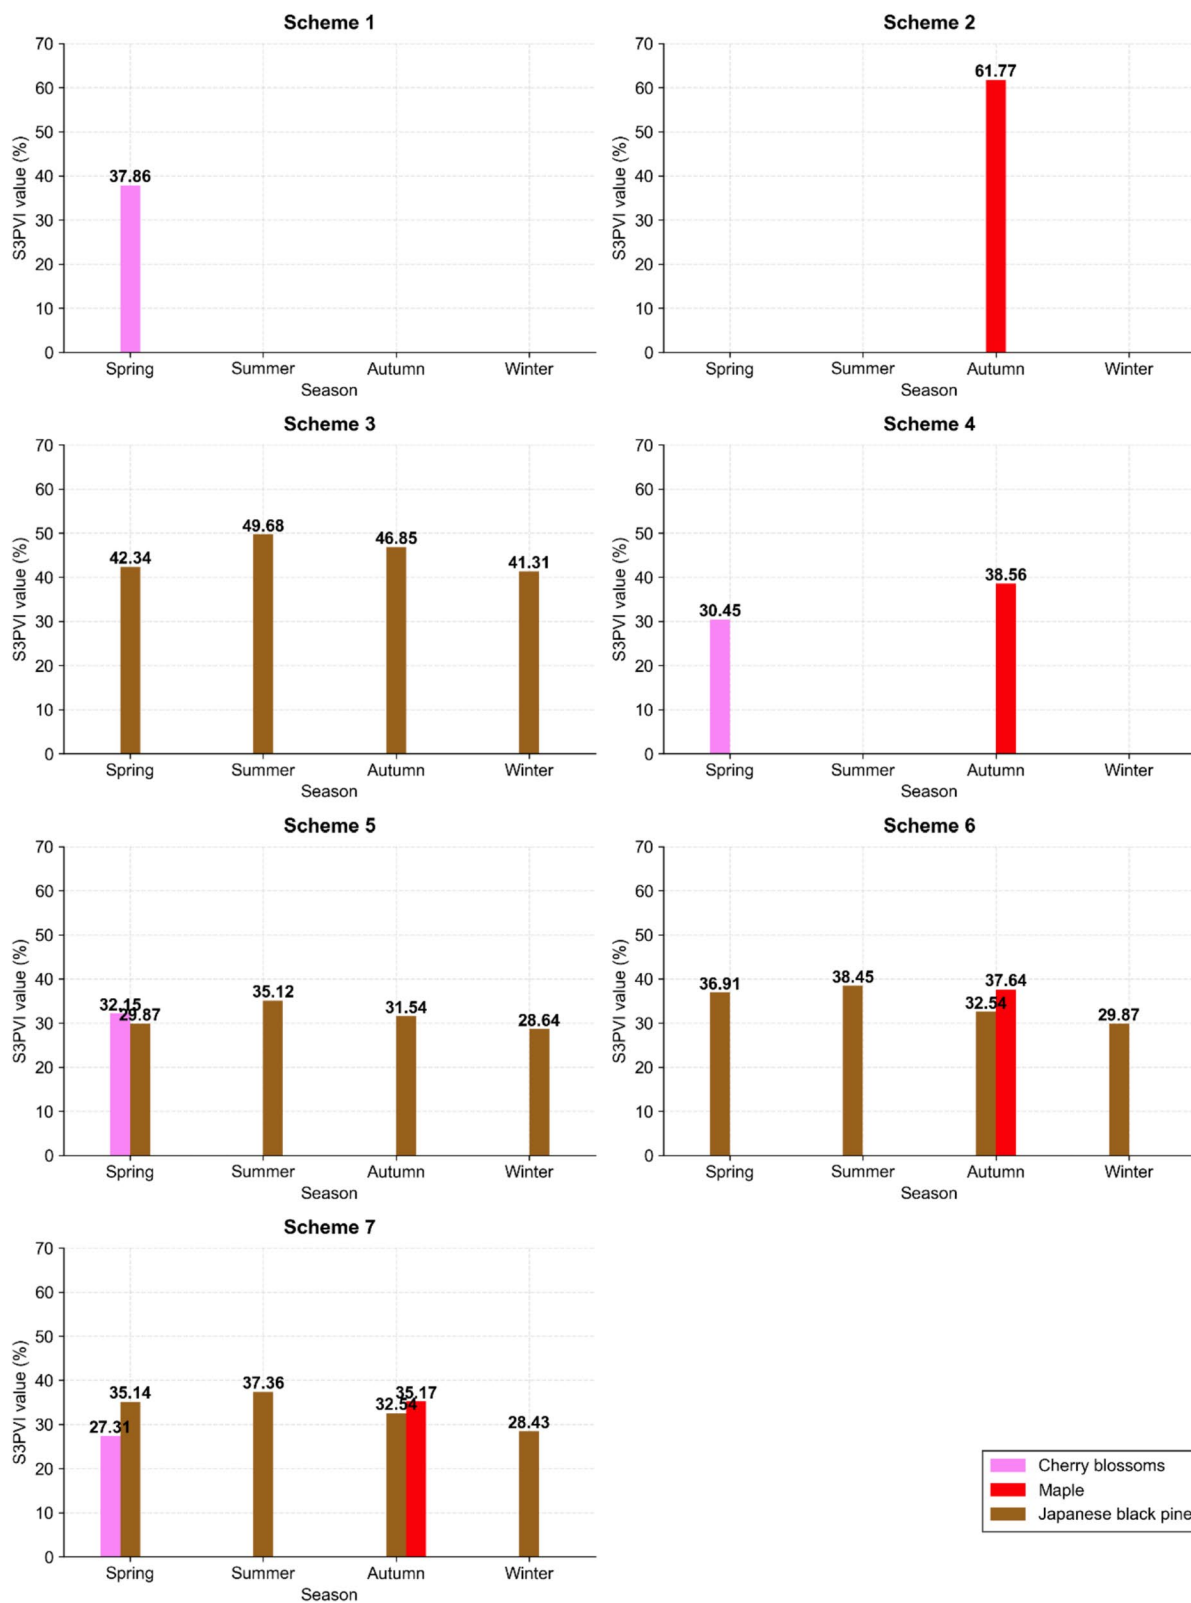 Scheme 1
70
60
50
40
30
20
10
0
S3PVI value (%)
37.86
Spring Summer Autumn Winter
Season
Scheme 2
70
60
50
40
30
20
10
0
S3PVI value (%)
61.77
Spring Summer Autumn Winter
Season
Scheme 3
70
60
50
40
30
20
10
0
S3PVI value (%)
42.34 49.68 46.85 41.31
Spring Summer Autumn Winter
Season
Scheme 4
70
60
50
40
30
20
10
0
S3PVI value (%)
30.45 38.56
Spring Summer Autumn Winter
Season
Scheme 5
70
60
50
40
30
20
10
0
S3PVI value (%)
32.15 29.87 35.12 31.54 28.64
Spring Summer Autumn Winter
Season
Scheme 6
70
60
50
40
30
20
10
0
S3PVI value (%)
36.91 38.45 32.54 37.64 29.87
Spring Summer Autumn Winter
Season
Scheme 7
70
60
50
40
30
20
10
0
S3PVI value (%)
27.31 35.14 37.36 32.54 35.17 28.43
Spring Summer Autumn Winter
Season
Cherry blossoms
Maple
Japanese black pine